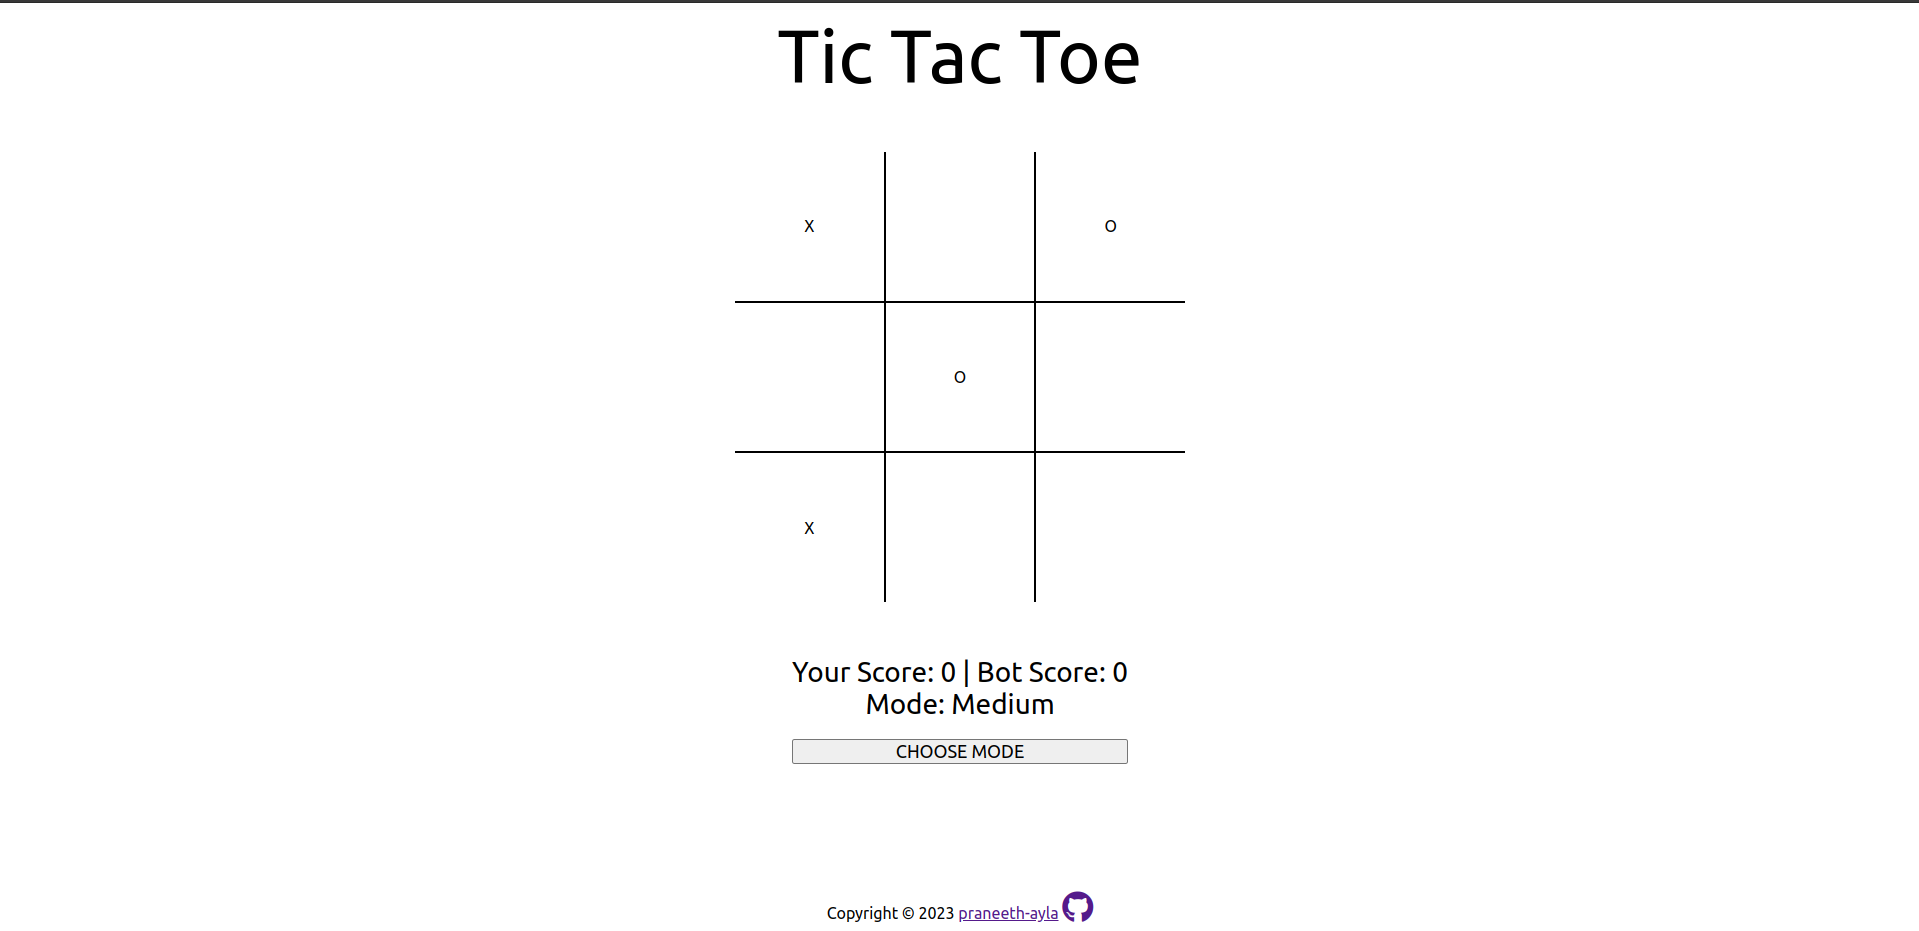 Tic Tac Toe
X O
O
X
Your Score: 0 | Bot Score: 0
Mode: Medium
CHOOSE MODE
Copyright © 2023 praneeth-ayla